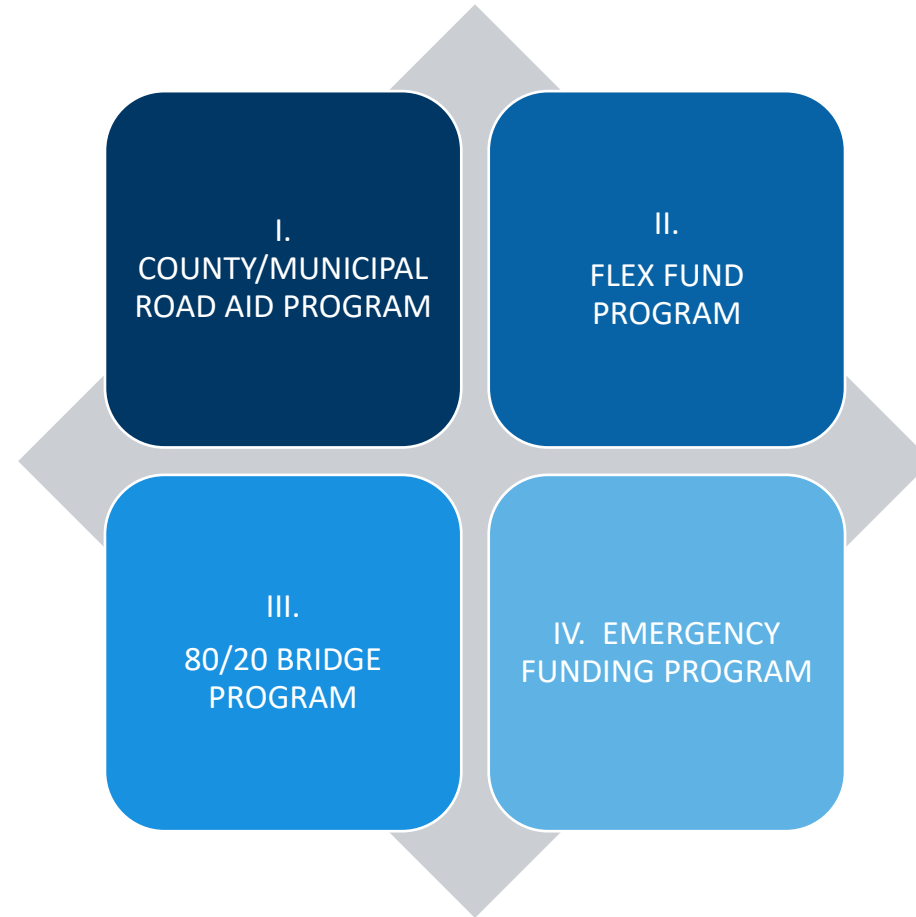 I.
COUNTY/MUNICIPAL
ROAD AID PROGRAM
II.
FLEX FUND
PROGRAM
III.
80/20 BRIDGE
PROGRAM
IV. EMERGENCY
FUNDING PROGRAM